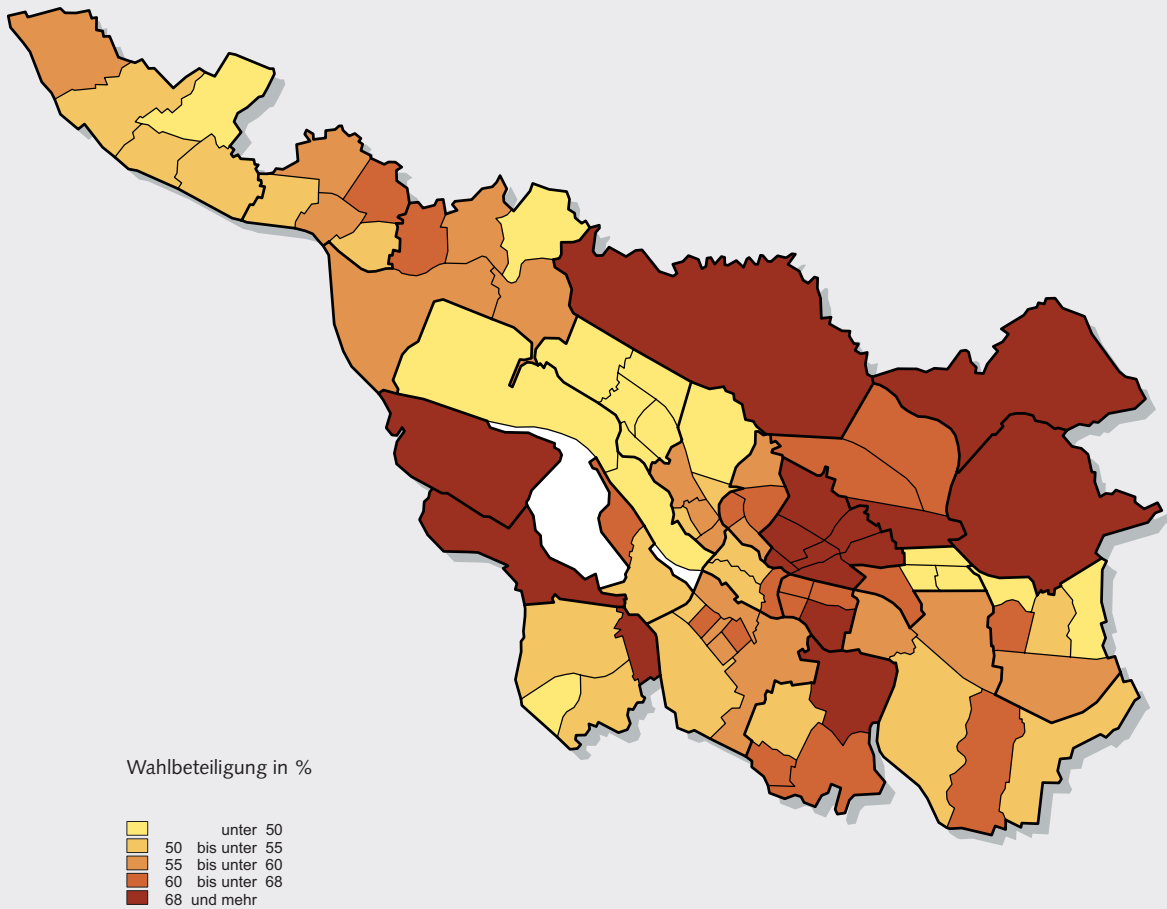 Wahlbeteiligung in %
unter 50
50 bis unter 55
55 bis unter 60
60 bis unter 68
68 und mehr